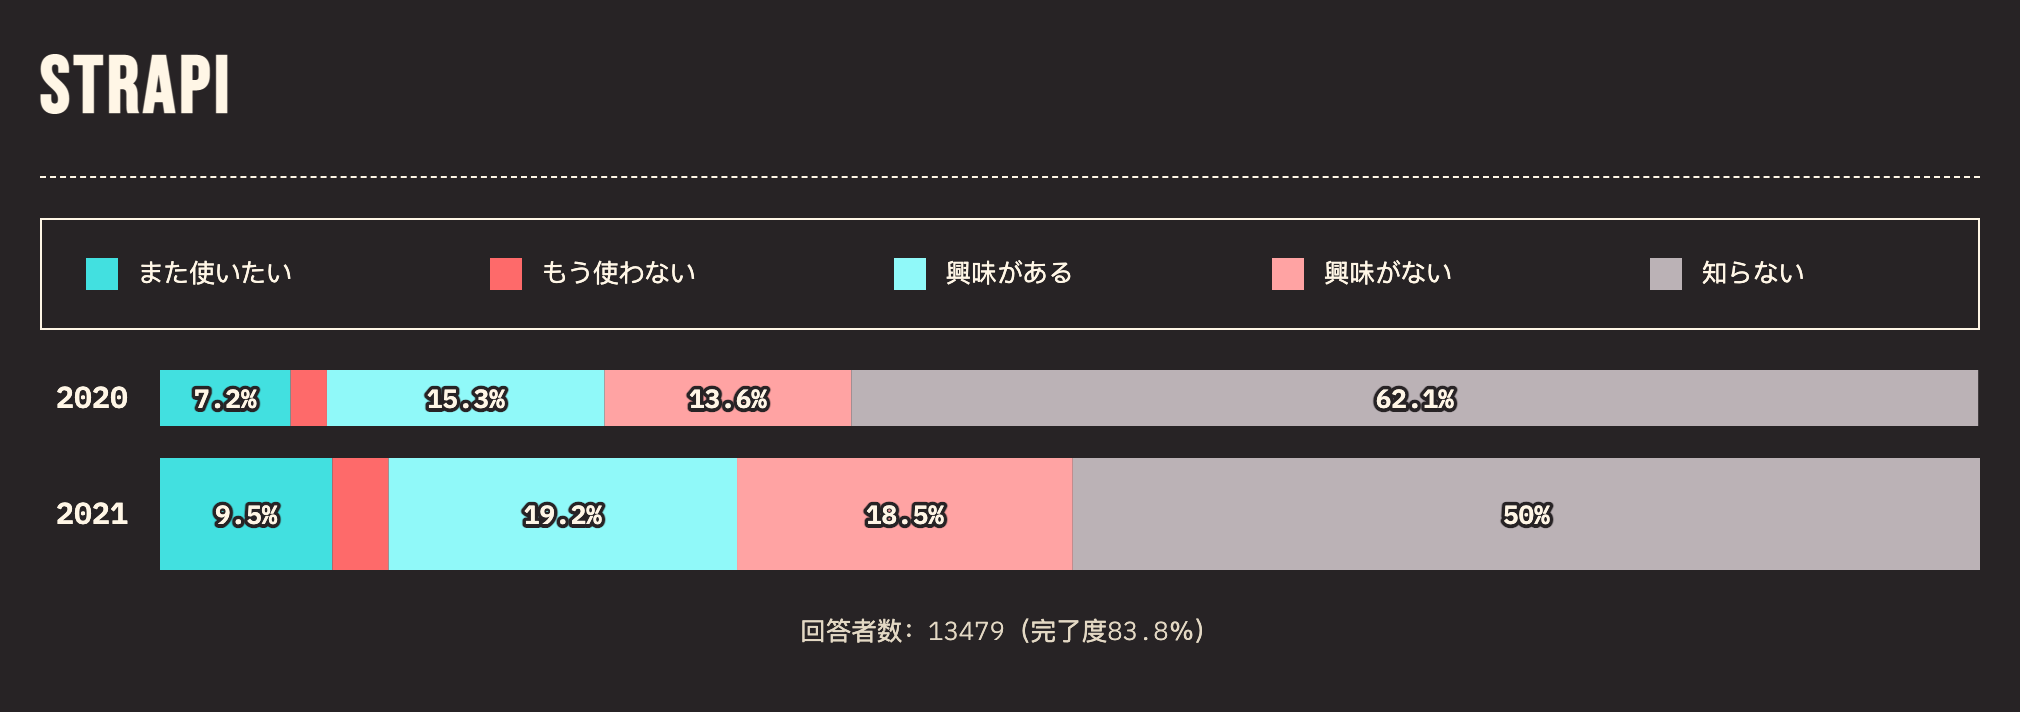 STRAPI
また使いたい もう使わない 興味がある 興味がない 知らない
2020 7.2% 15.3% 13.6% 62.1%
2021 9.5% 19.2% 18.5% 50%
回答者数: 13479 (完了度83.8%)